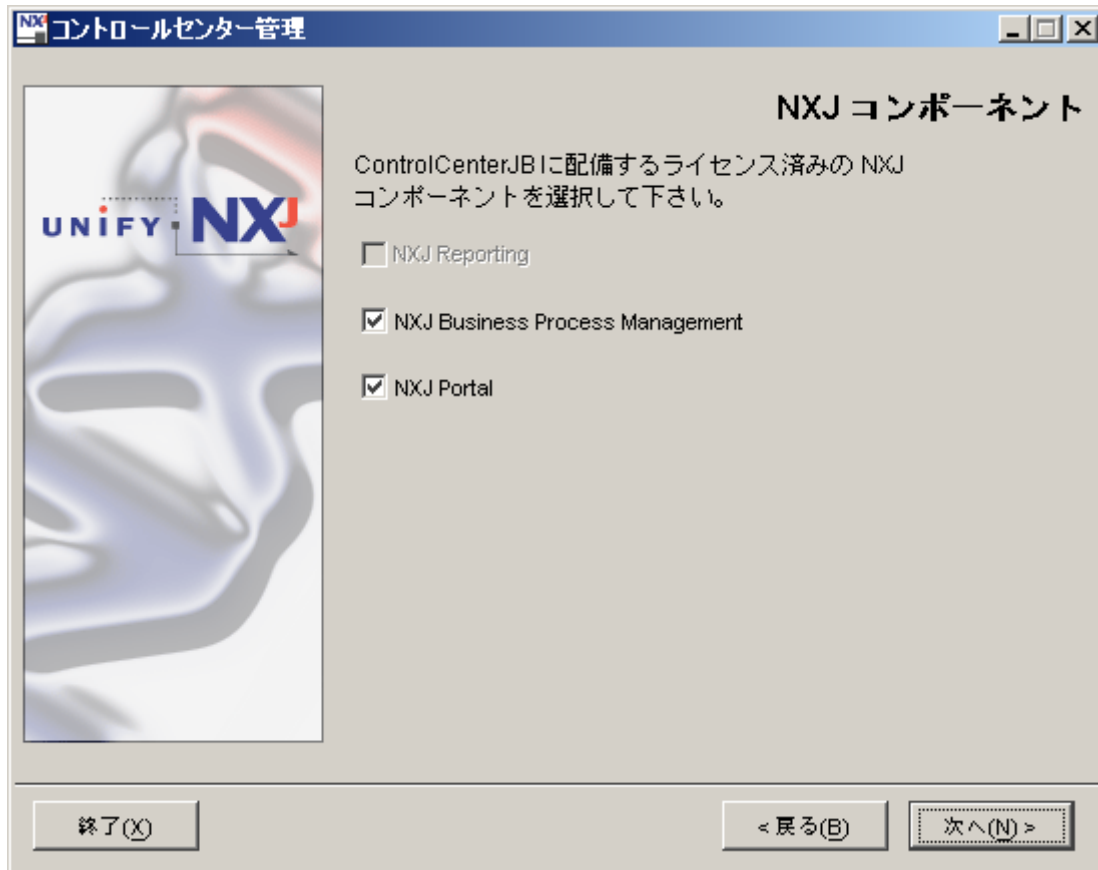 NXJ コントロールセンター管理
UNiFY NXJ
NXJ コンポーネント
ControlCenterJBに配備するライセンス済みの NXJ
コンポーネントを選択して下さい。
NXJ Reporting
NXJ Business Process Management
NXJ Portal
終了(X)
<戻る(B)
次へ(N)>